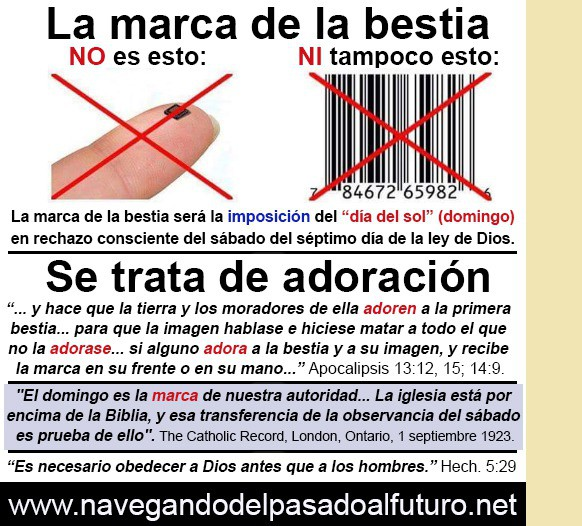 La marca de la bestia
NO es esto: NI tampoco esto:
7 84672 65982 6
La marca de la bestia será la imposición del “día del sol” (domingo)
en rechazo consciente del sábado del séptimo día de la ley de Dios.
Se trata de adoración
“... y hace que la tierra y los moradores de ella adoren a la primera
bestia... para que la imagen hablase e hiciese matar a todo el que
no la adorase... si alguno adora a la bestia y a su imagen, y recibe
la marca en su frente o en su mano...” Apocalipsis 13:12, 15; 14:9.
"El domingo es la marca de nuestra autoridad... La iglesia está por
encima de la Biblia, y esa transferencia de la observancia del sábado
es prueba de ello". The Catholic Record, London, Ontario, 1 septiembre 1923.
“Es necesario obedecer a Dios antes que a los hombres.” Hech. 5:29
www.navegandodelpasadoalfuturo.net